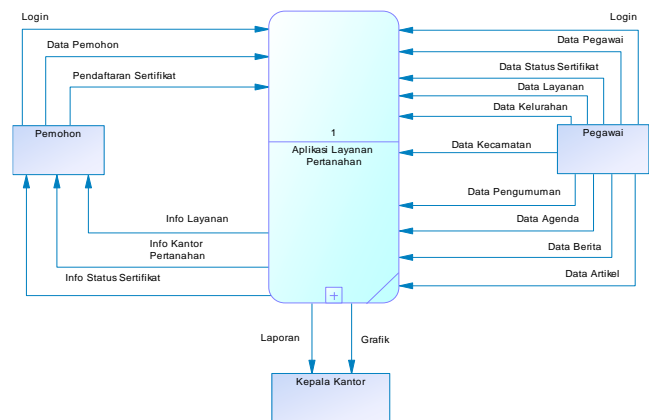 Login
Data Pemohon
Pendaftaran Sertifikat
Pemohon
Info Layanan
Info Kantor
Pertanahan
Info Status Sertifikat
1
Aplikasi Layanan
Pertanahan
Login
Data Pegawai
Data Status Sertifikat
Data Layanan
Data Kelurahan
Pegawai
Data Kecamatan
Data Pengumuman
Data Agenda
Data Berita
Data Artikel
Laporan
Grafik
Kepala Kantor